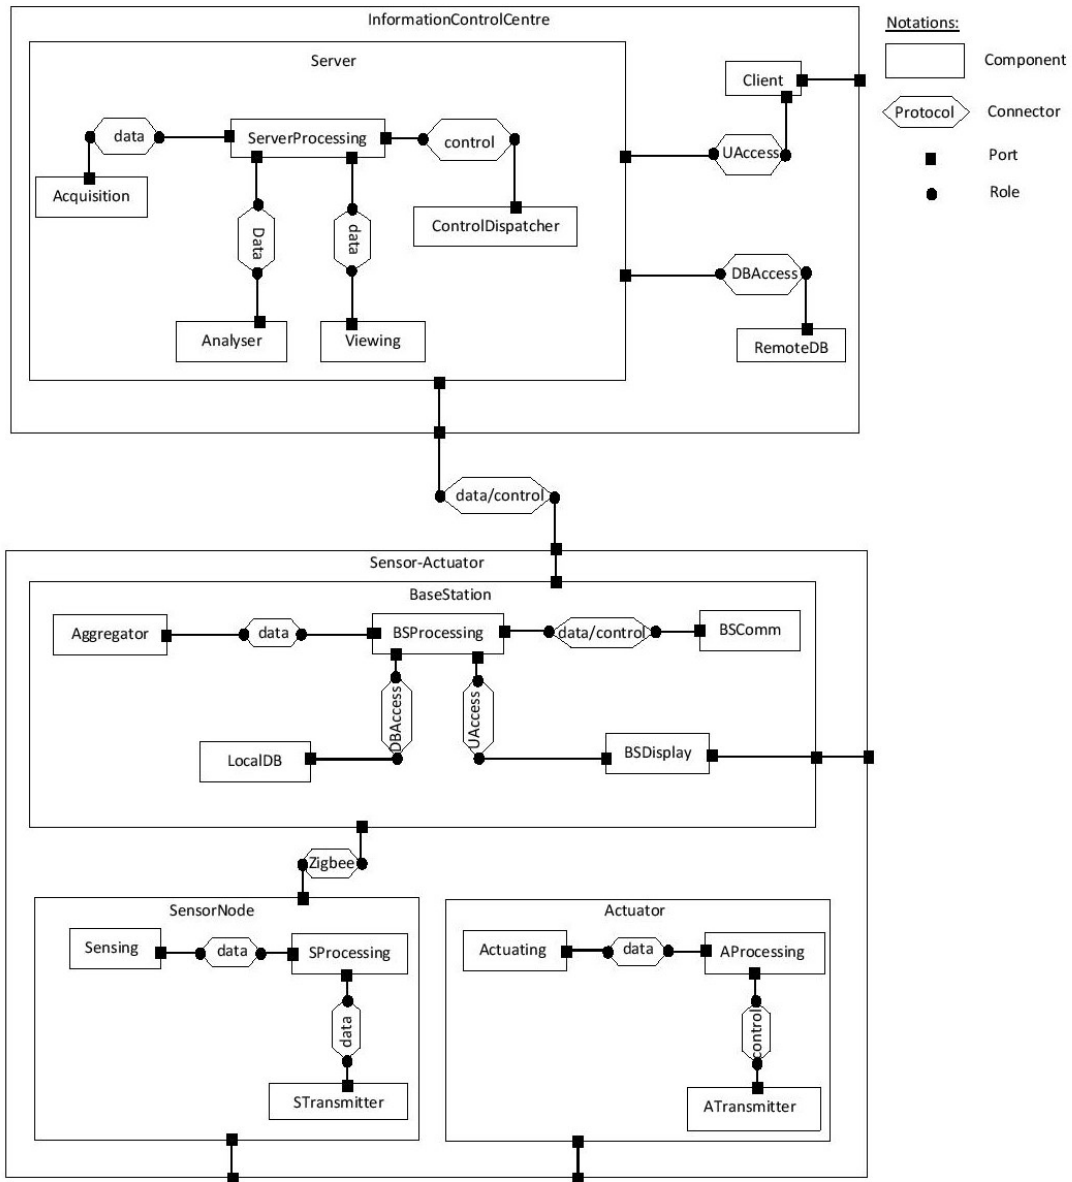 InformationControlCentre
Notations:
Server
Client
Component
data
ServerProcessing
control
Protocol
Connector
UAccess
Port
Acquisition
Role
ControlDispatcher
Data
data
DBAccess
Analyser
Viewing
RemoteDB
data/control
Sensor-Actuator
BaseStation
Aggregator
data
BSProcessing
data/control
BSComm
DBAccess
UAccess
LocalDB
BSDisplay
Zigbee
SensorNode
Actuator
Sensing
data
SProcessing
Actuating
data
AProcessing
data
control
STransmitter
ATransmitter